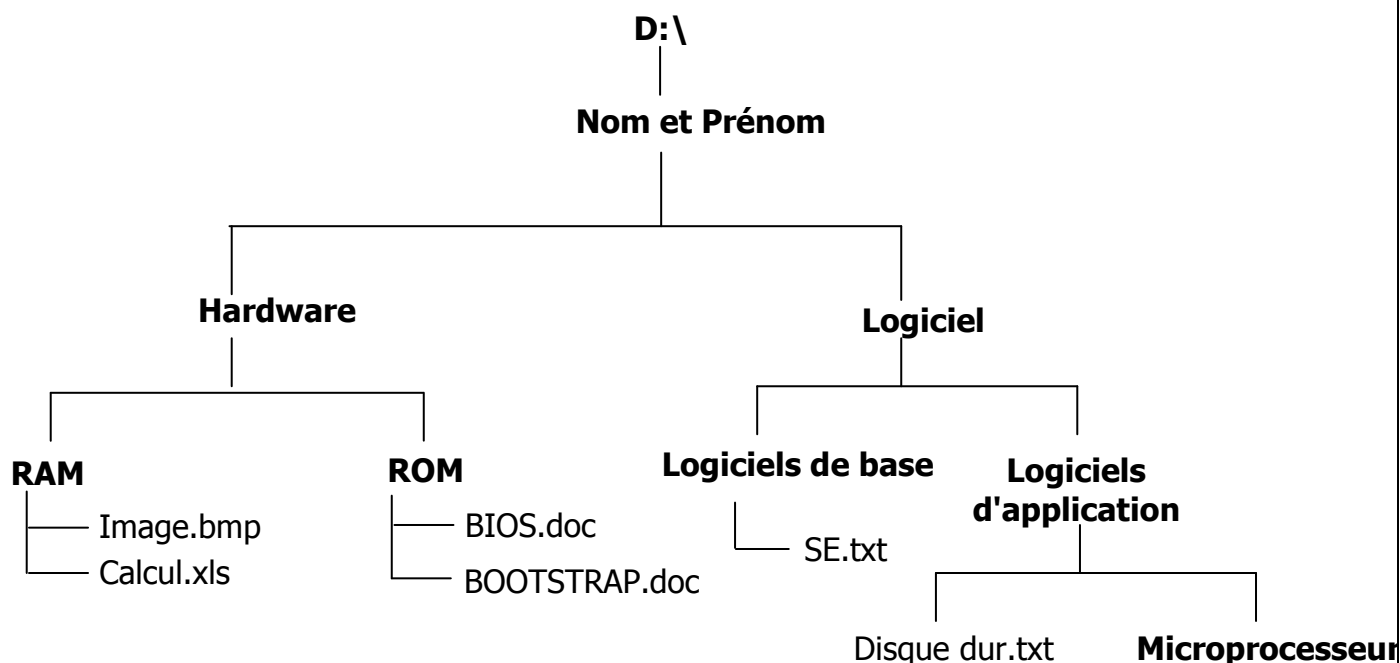 D:\
Nom et Prénom
Hardware
Logiciel
RAM
ROM
Logiciels de base
Logiciels
d'application
Image.bmp
BIOS.doc
SE.txt
Calcul.xls
BOOTSTRAP.doc
Disque dur.txt
Microprocesseur